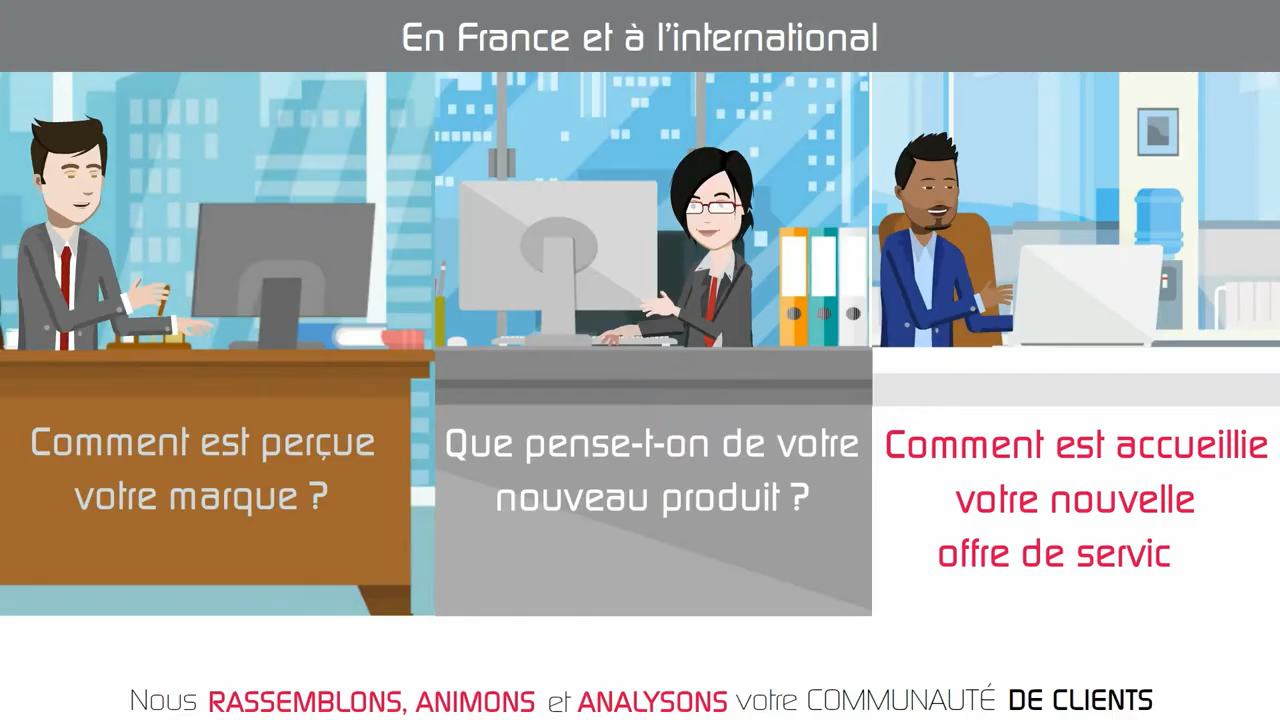 En France et à l'international
Comment est perçue
votre marque ?
Que pense-t-on de votre
nouveau produit ?
Comment est accueillie
votre nouvelle
offre de servic
Nous RASSEMBLONS, ANIMONS et ANALYSONS votre COMMUNAUTÉ DE CLIENTS